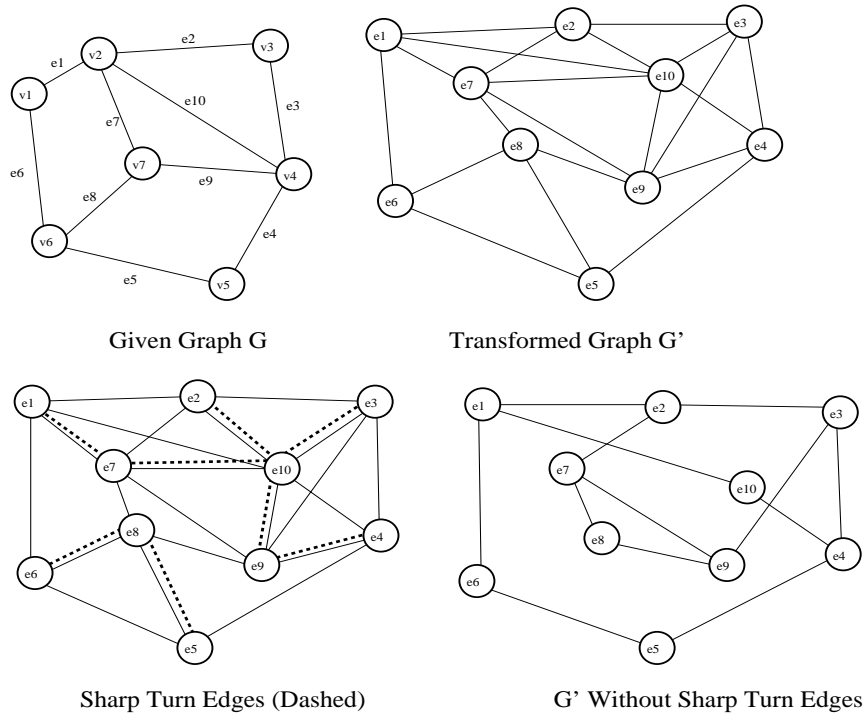 e2
v2
v3
e1
e10
v1
e3
e7
v7
e6
e9
v4
e8
e4
v6
e5
v5
Given Graph G
e2
e3
e1
e10
e7
e8
e4
e9
e6
e5
Transformed Graph G’
e1
e2
e3
e7
e10
e8
e4
e9
e6
e5
Sharp Turn Edges (Dashed)
e1
e2
e3
e7
e10
e8
e4
e9
e6
e5
G’ Without Sharp Turn Edges